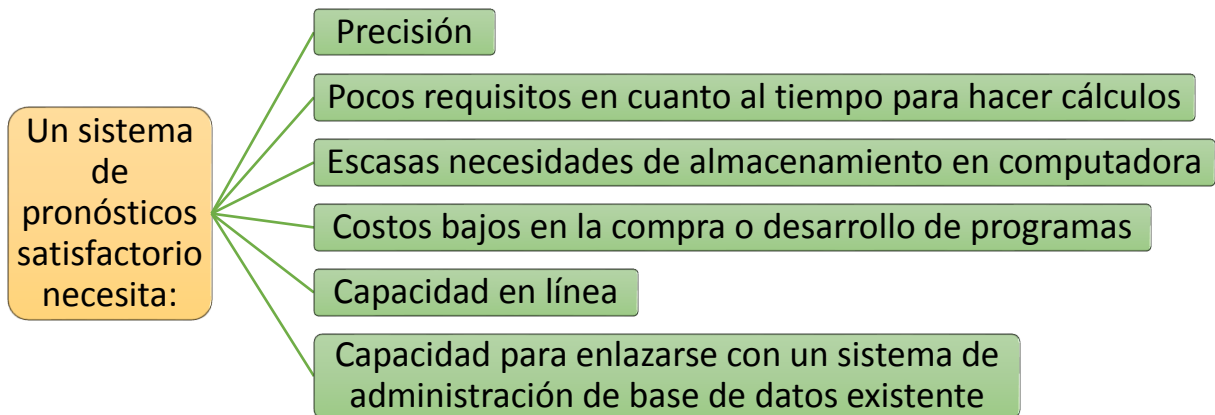 Un sistema
de
pronósticos
satisfactorio
necesita:
Precisión
Pocos requisitos en cuanto al tiempo para hacer cálculos
Escasas necesidades de almacenamiento en computadora
Costos bajos en la compra o desarrollo de programas
Capacidad en línea
Capacidad para enlazarse con un sistema de
administración de base de datos existente